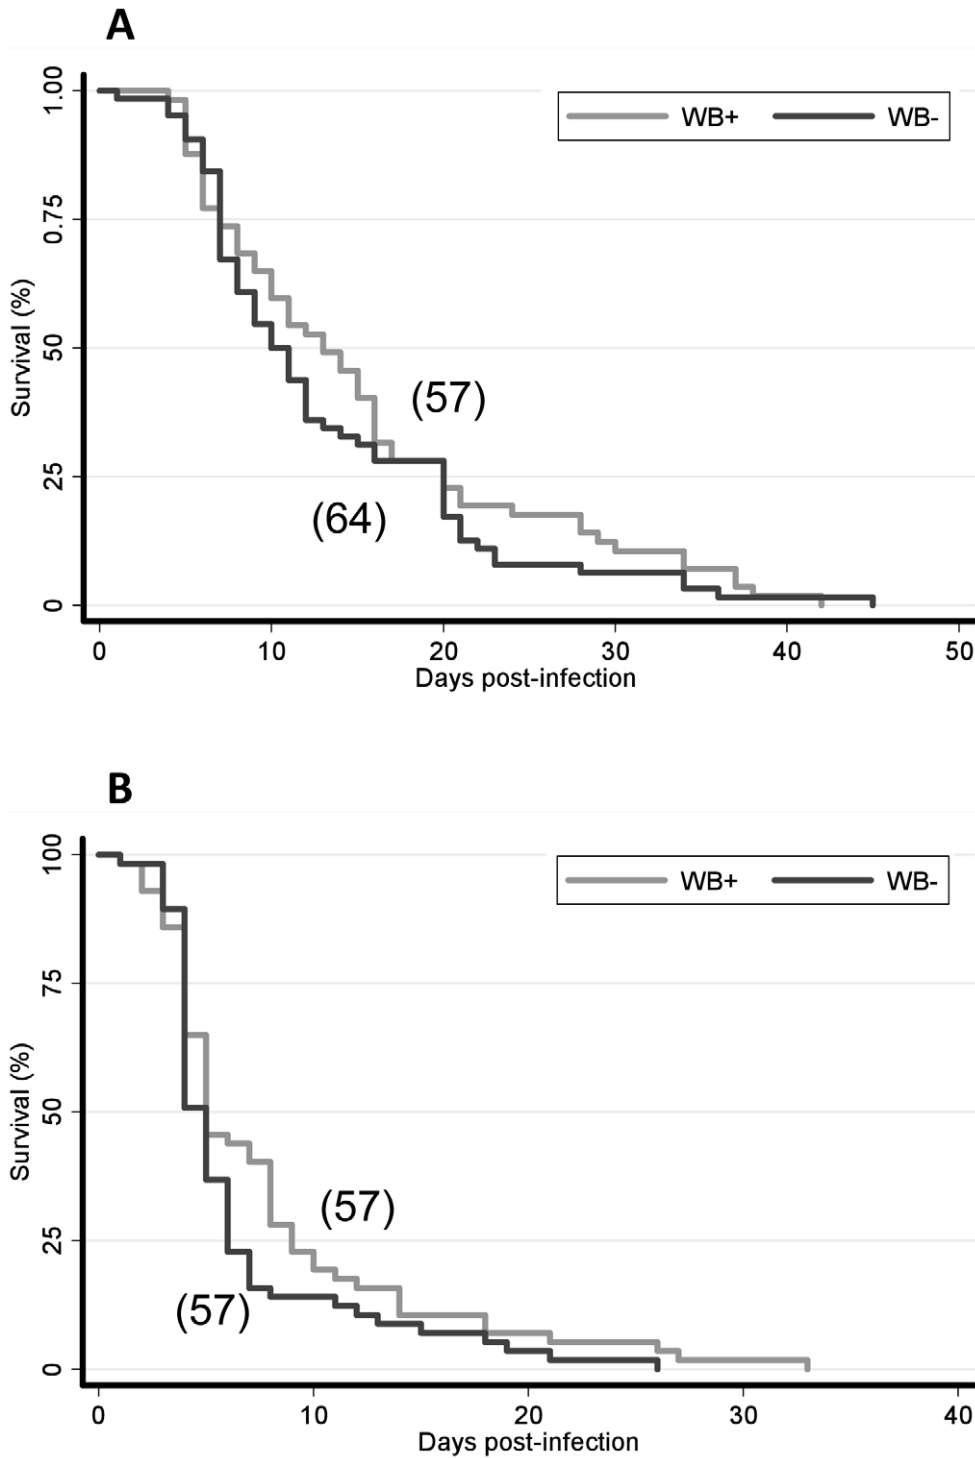 A
1.00
0.75
50
25
0
Survival (%)
WB+ WB-
(57)
(64)
0 10 20 30 40 50
Days post-infection
B
100
75
50
25
0
Survival (%)
WB+ WB-
(57)
(57)
0 10 20 30 40
Days post-infection